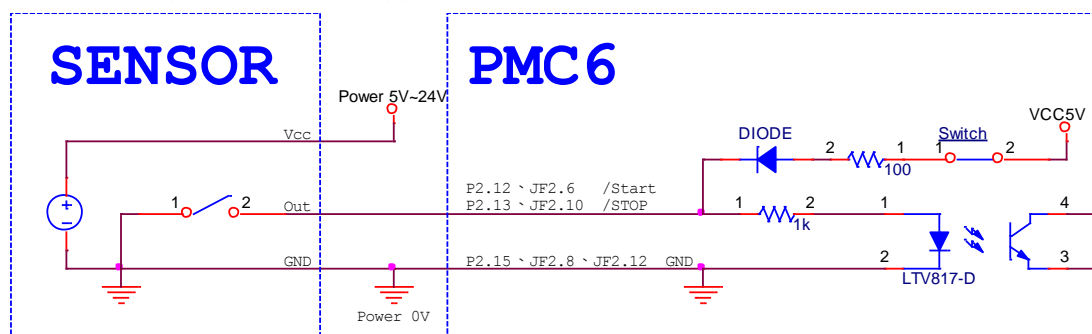 SENSOR
PMC6
Power 5V~24V
VCC5V
Vcc
DIODE
Switch
2
1
1
2
100
P2.12、JF2.6 /Start
1
2
Out
P2.13、JF2.10 /STOP
1
2
1
4
1k
GND
P2.15、JF2.8、JF2.12 GND
2
3
LTV817-D
Power 0V